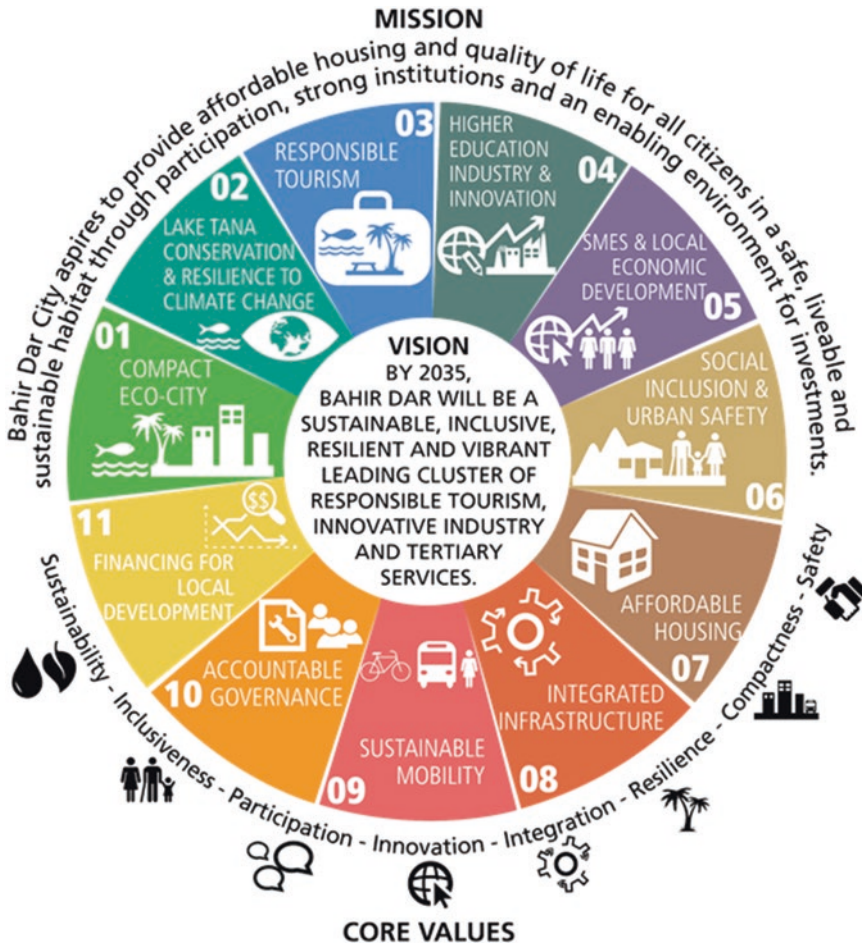 MISSION
Bahir Dar City aspires to provide affordable housing and quality of life for all citizens in a safe, liveable and
sustainable habitat through participation, strong institutions and an enabling environment for investments.
01
COMPACT
ECO-CITY
02
LAKE TANA
CONSERVATION
& RESILIENCE TO
CLIMATE CHANGE
03
RESPONSIBLE
TOURISM
HIGHER
EDUCATION
INDUSTRY &
INNOVATION
04
SMES & LOCAL
ECONOMIC
DEVELOPMENT
05
SOCIAL
INCLUSION &
URBAN SAFETY
06
AFFORDABLE
HOUSING
07
INTEGRATED
INFRASTRUCTURE
08
SUSTAINABLE
MOBILITY
09
ACCOUNTABLE
GOVERNANCE
10
11
$$
FINANCING FOR
LOCAL
DEVELOPMENT
VISION
BY 2035,
BAHIR DAR WILL BE A
SUSTAINABLE, INCLUSIVE,
RESILIENT AND VIBRANT
LEADING CLUSTER OF
RESPONSIBLE TOURISM,
INNOVATIVE INDUSTRY
AND TERTIARY
SERVICES.
Sustainability - Inclusiveness - Participation - Innovation - Integration - Resilience - Compactness - Safety
CORE VALUES